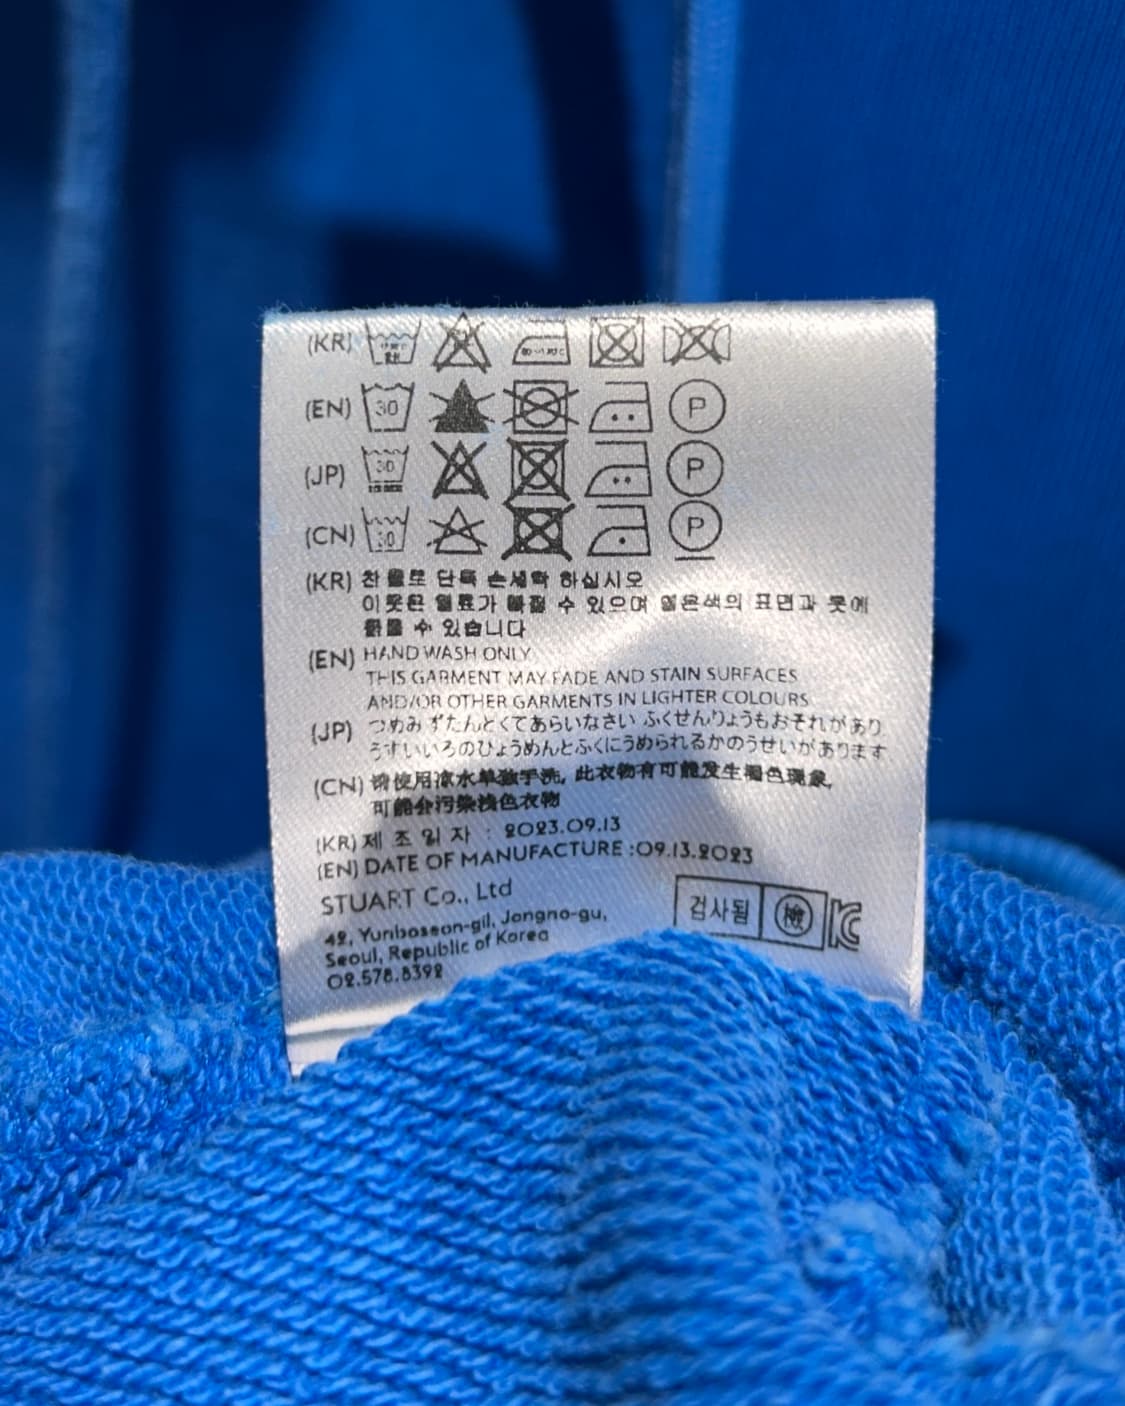 (KR)
(EN) 30 P
(JP) 30 P
(CN) 30 P
(KR) 찬 물로 단독 손세탁 하십시오
이 옷은 염료가 빠질 수 있으며 옅은색의 표면과 옷에
묻을 수 있습니다
(EN) HAND WASH ONLY
THIS GARMENT MAY FADE AND STAIN SURFACES
AND/OR OTHER GARMENTS IN LIGHTER COLOURS
(JP) つめみずたんとくてあらいなさい ふくせんりょうもおそれがあり
うすいいろのひょうめんとふくにうめられるかのうせいがあります
(CN) 请使用凉水单独手洗, 此衣物有可能发生褪色现象,
可能会污染浅色衣物
(KR) 제 조 일 자 : 2023.09.13
(EN) DATE OF MANUFACTURE :09.13.2023
STUART Co., Ltd
42, Yunboseon-gil, Jongno-gu,
Seoul, Republic of Korea
02.578.8392
검사필 檢 KC